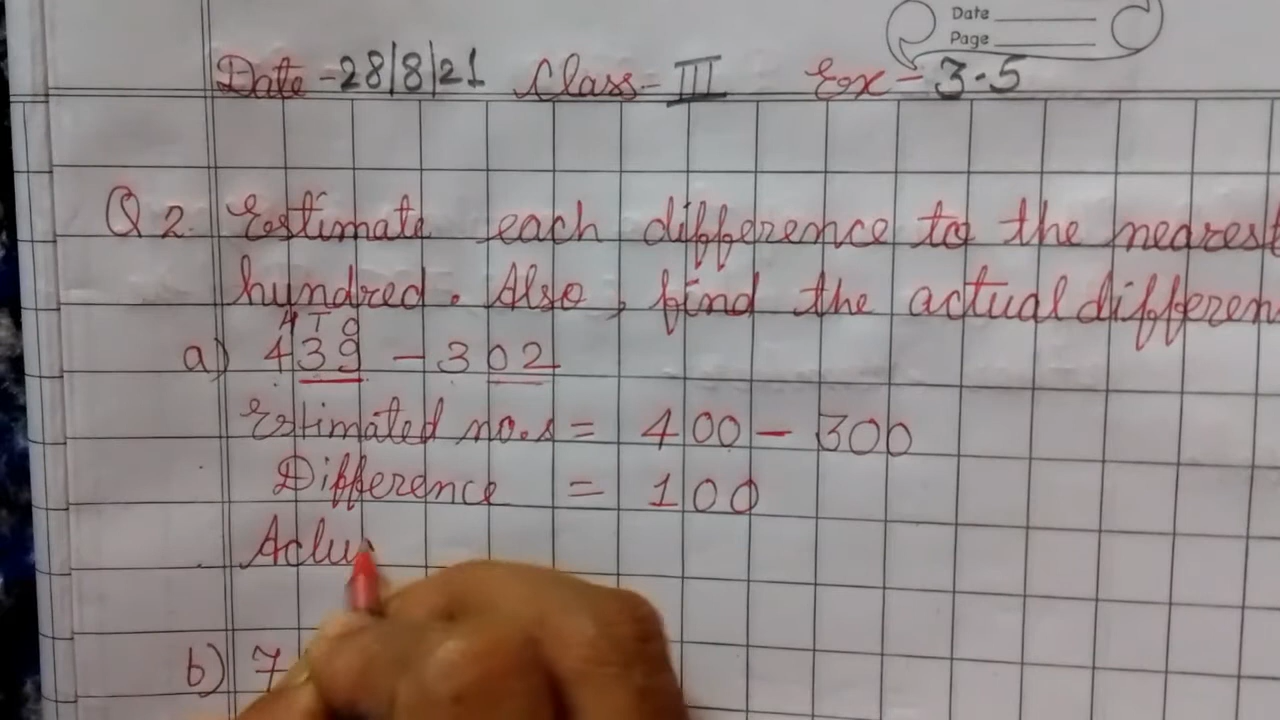 Date
Page
Date - 28/8/21 Class - III Ex - 3.5
Q 2. Estimate each difference to the nearest
hundred. Also, find the actual differen
H T O
a) 439 - 302
Estimated no.s = 400 - 300
Difference = 100
Actu
b) 7